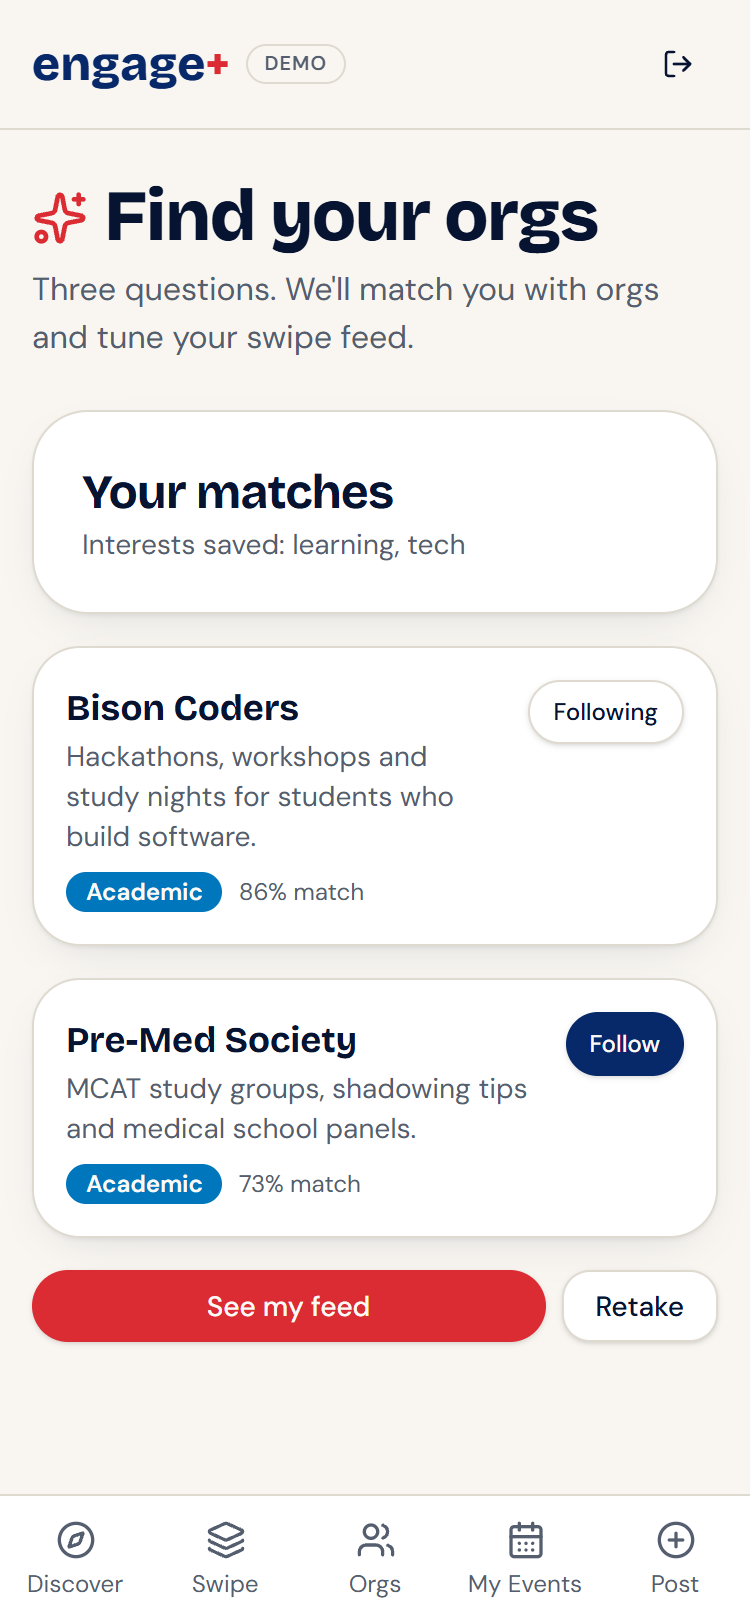 engage+ DEMO
Find your orgs
Three questions. We'll match you with orgs
and tune your swipe feed.
Your matches
Interests saved: learning, tech
Bison Coders
Following
Hackathons, workshops and
study nights for students who
build software.
Academic 86% match
Pre-Med Society
Follow
MCAT study groups, shadowing tips
and medical school panels.
Academic 73% match
See my feed Retake
Discover Swipe Orgs My Events Post